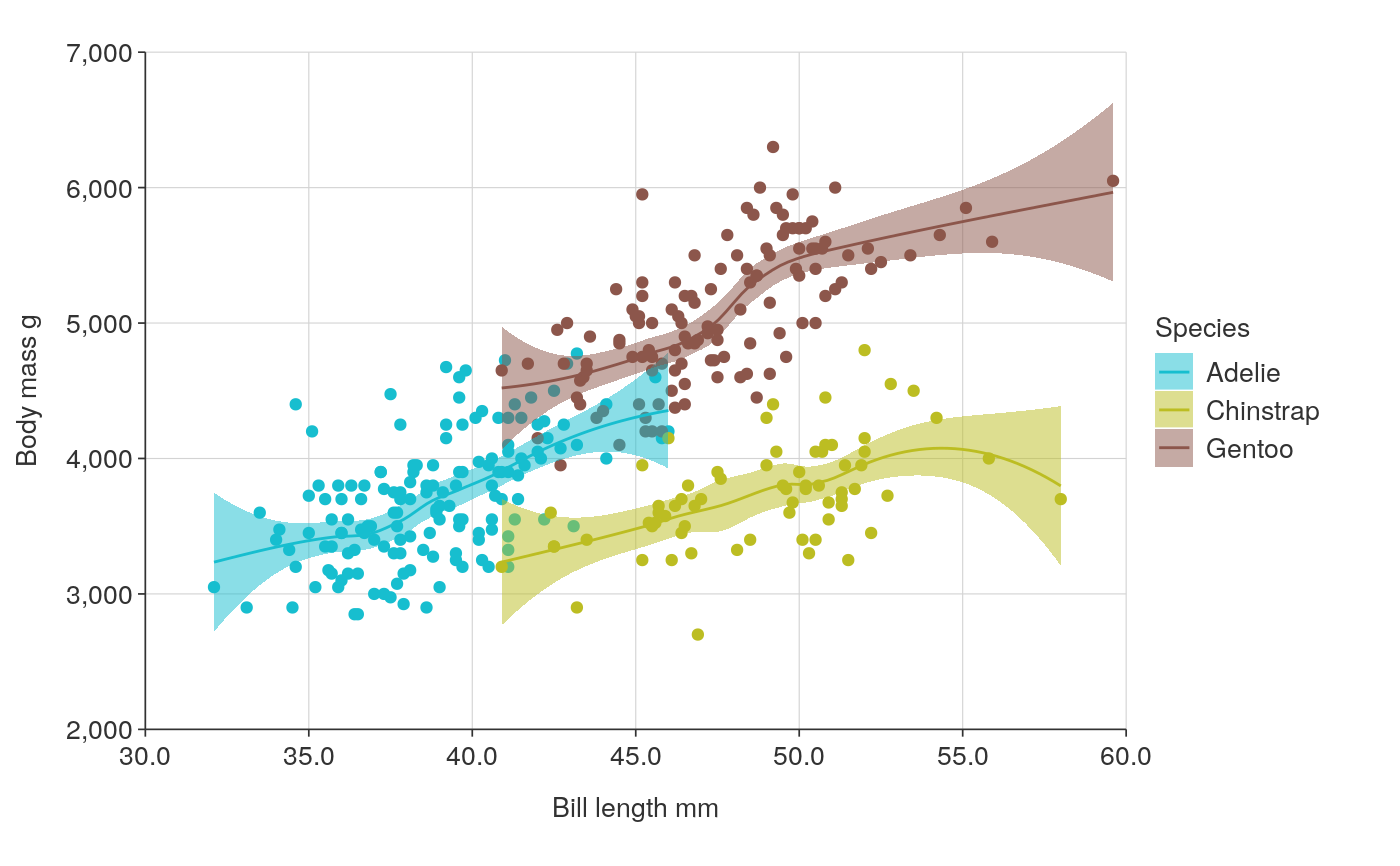 7,000
6,000
5,000
4,000
3,000
2,000
Body mass g
30.0 35.0 40.0 45.0 50.0 55.0 60.0
Bill length mm
Species
Adelie
Chinstrap
Gentoo